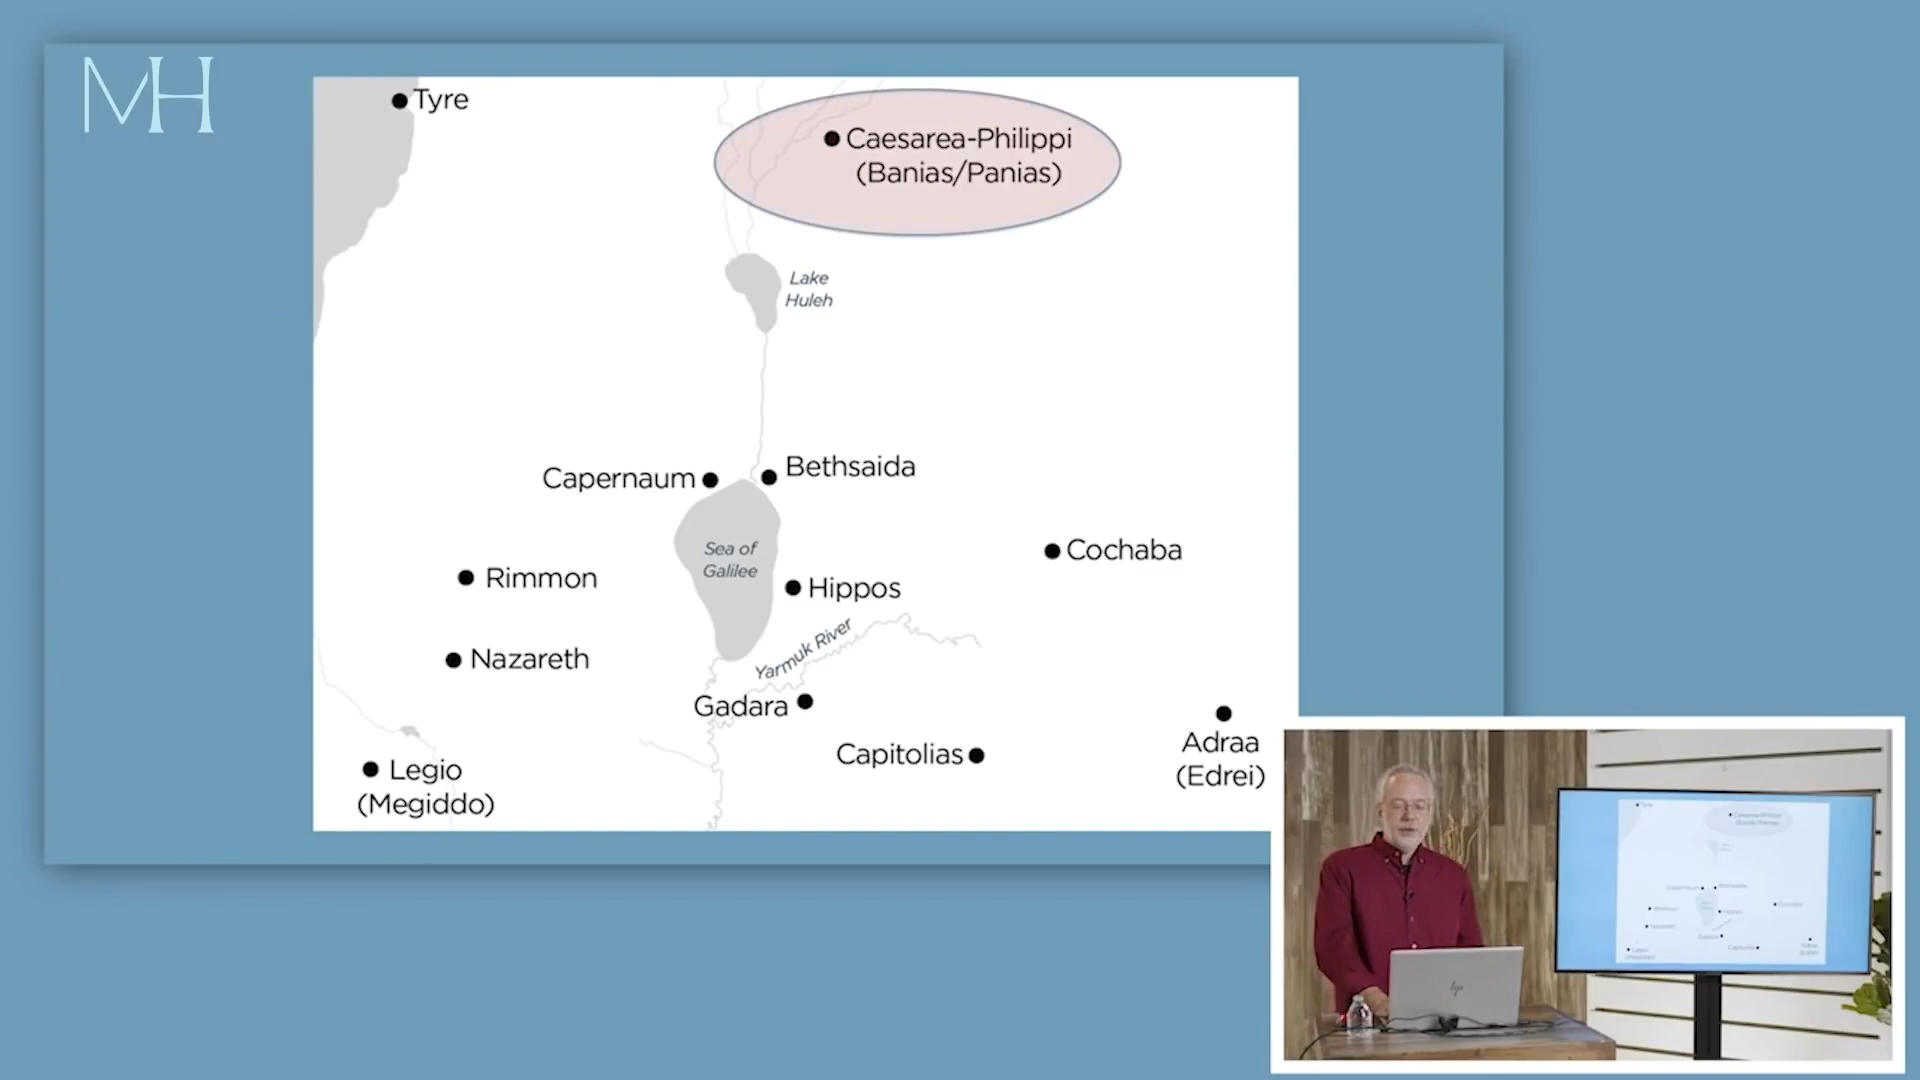 MH
Tyre
Caesarea-Philippi
(Banias/Panias)
Lake
Huleh
Capernaum
Bethsaida
Sea of
Galilee
Cochaba
Rimmon
Hippos
Yarmuk River
Nazareth
Gadara
Capitolias
Adraa
(Edrei)
Legio
(Megiddo)
hp